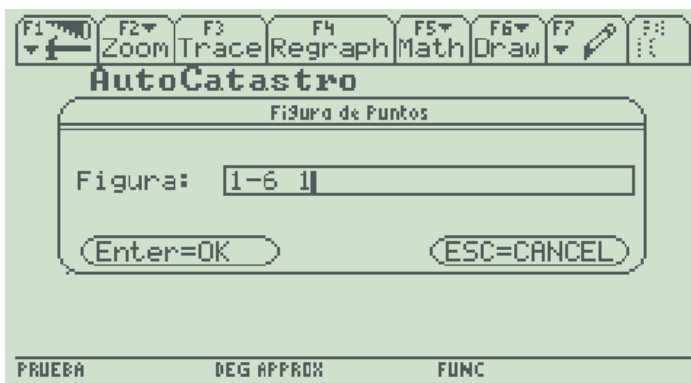 F1 F2 F3 F4 F5 F6 F7
Zoom Trace Regraph Math Draw
AutoCatastro
Figura de Puntos
Figura: 1-6 1
Enter=OK ESC=CANCEL
PRUEBA DEG APPROX FUNC